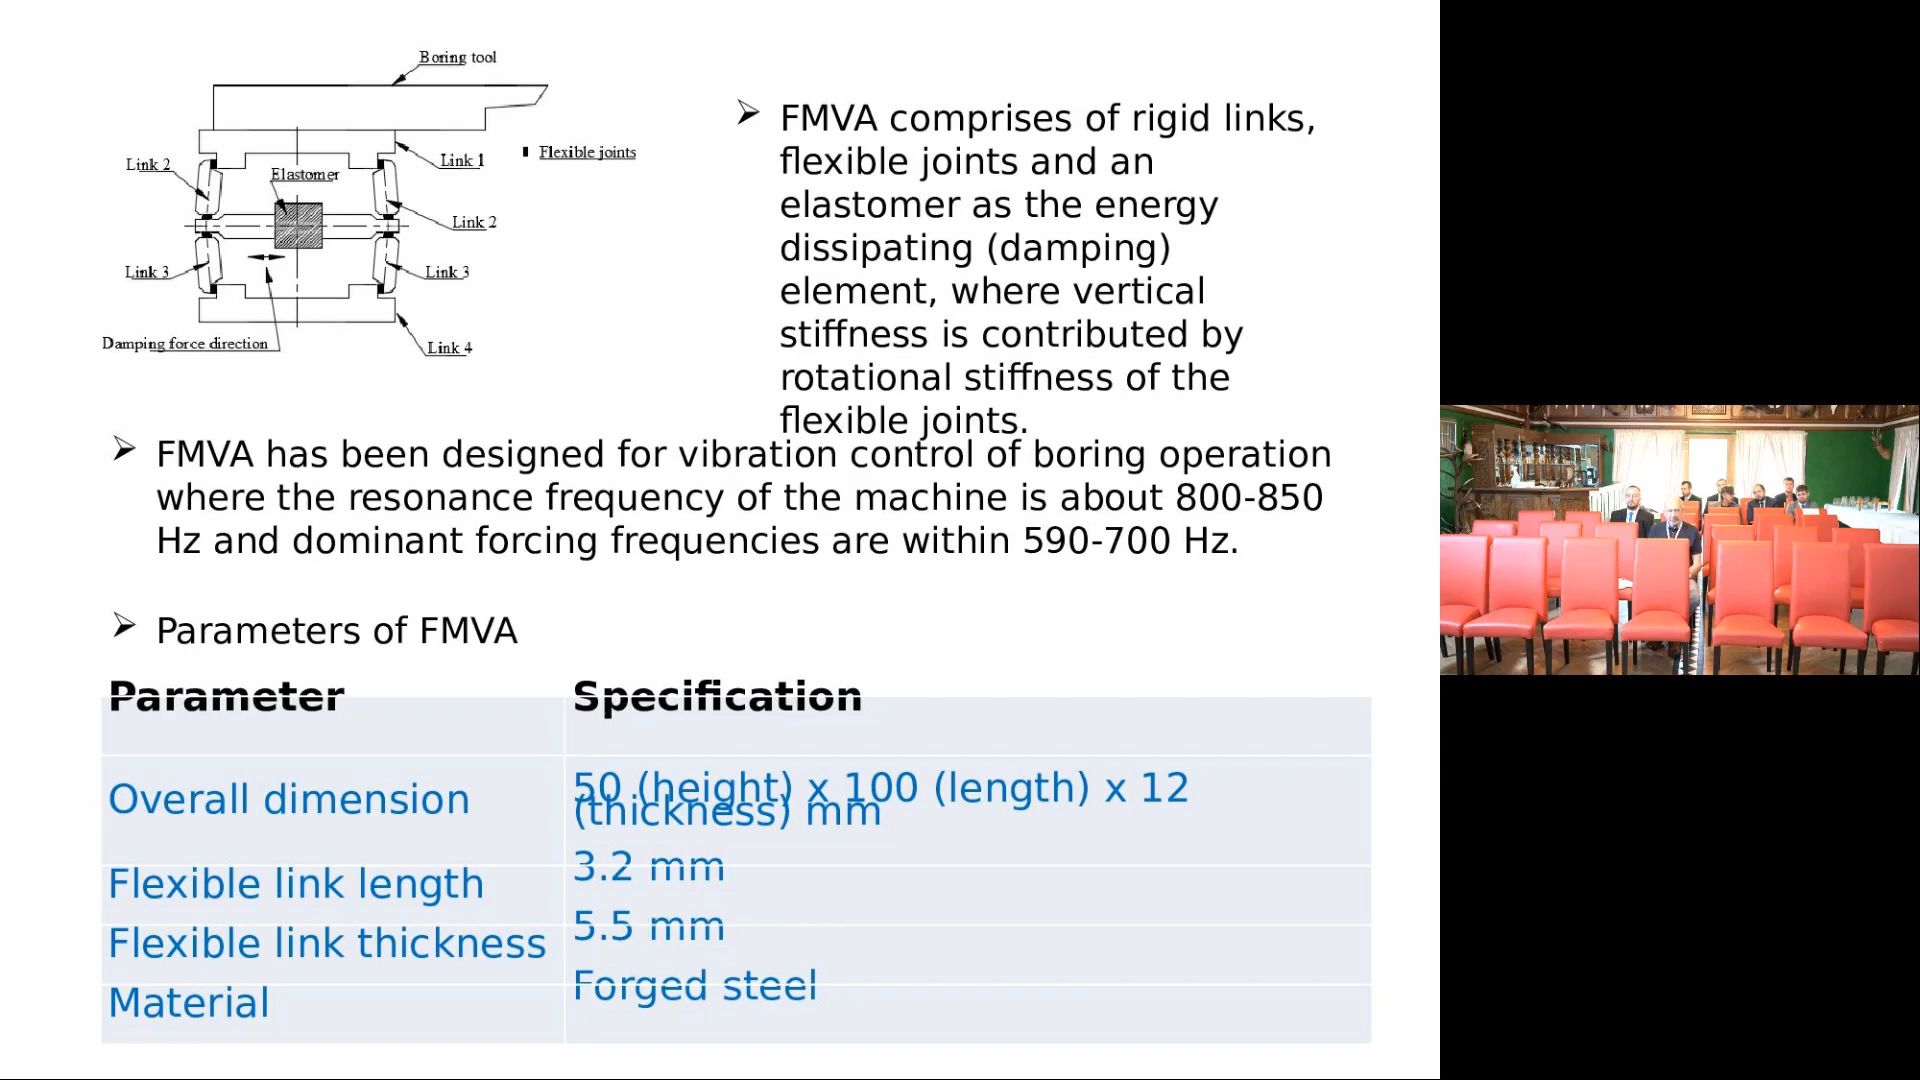 Boring tool
Link 2
Link 1
Flexible joints
Elastomer
Link 2
Link 3
Link 3
Damping force direction
Link 4
➢ FMVA comprises of rigid links,
flexible joints and an
elastomer as the energy
dissipating (damping)
element, where vertical
stiffness is contributed by
rotational stiffness of the
flexible joints.
➢ FMVA has been designed for vibration control of boring operation
where the resonance frequency of the machine is about 800-850
Hz and dominant forcing frequencies are within 590-700 Hz.
➢ Parameters of FMVA
Parameter Specification
Overall dimension 50 (height) x 100 (length) x 12
(thickness) mm
Flexible link length 3.2 mm
Flexible link thickness 5.5 mm
Material Forged steel